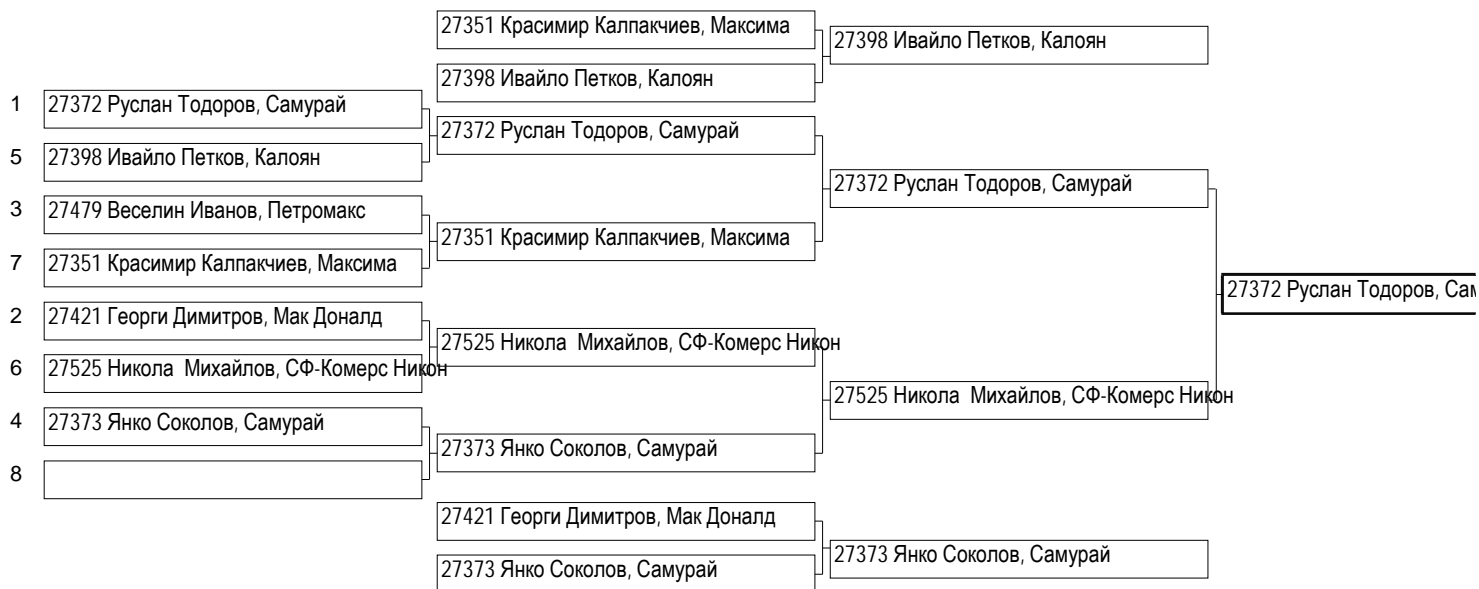 27351 Красимир Калпакчиев, Максима
27398 Ивайло Петков, Калоян
27398 Ивайло Петков, Калоян
1 27372 Руслан Тодоров, Самурай
27372 Руслан Тодоров, Самурай
5 27398 Ивайло Петков, Калоян
27372 Руслан Тодоров, Самурай
3 27479 Веселин Иванов, Петромакс
27351 Красимир Калпакчиев, Максима
7 27351 Красимир Калпакчиев, Максима
27372 Руслан Тодоров, Сам
2 27421 Георги Димитров, Мак Доналд
27525 Никола Михайлов, СФ-Комерс Никон
6 27525 Никола Михайлов, СФ-Комерс Никон
27525 Никола Михайлов, СФ-Комерс Никон
4 27373 Янко Соколов, Самурай
27373 Янко Соколов, Самурай
8
27421 Георги Димитров, Мак Доналд
27373 Янко Соколов, Самурай
27373 Янко Соколов, Самурай